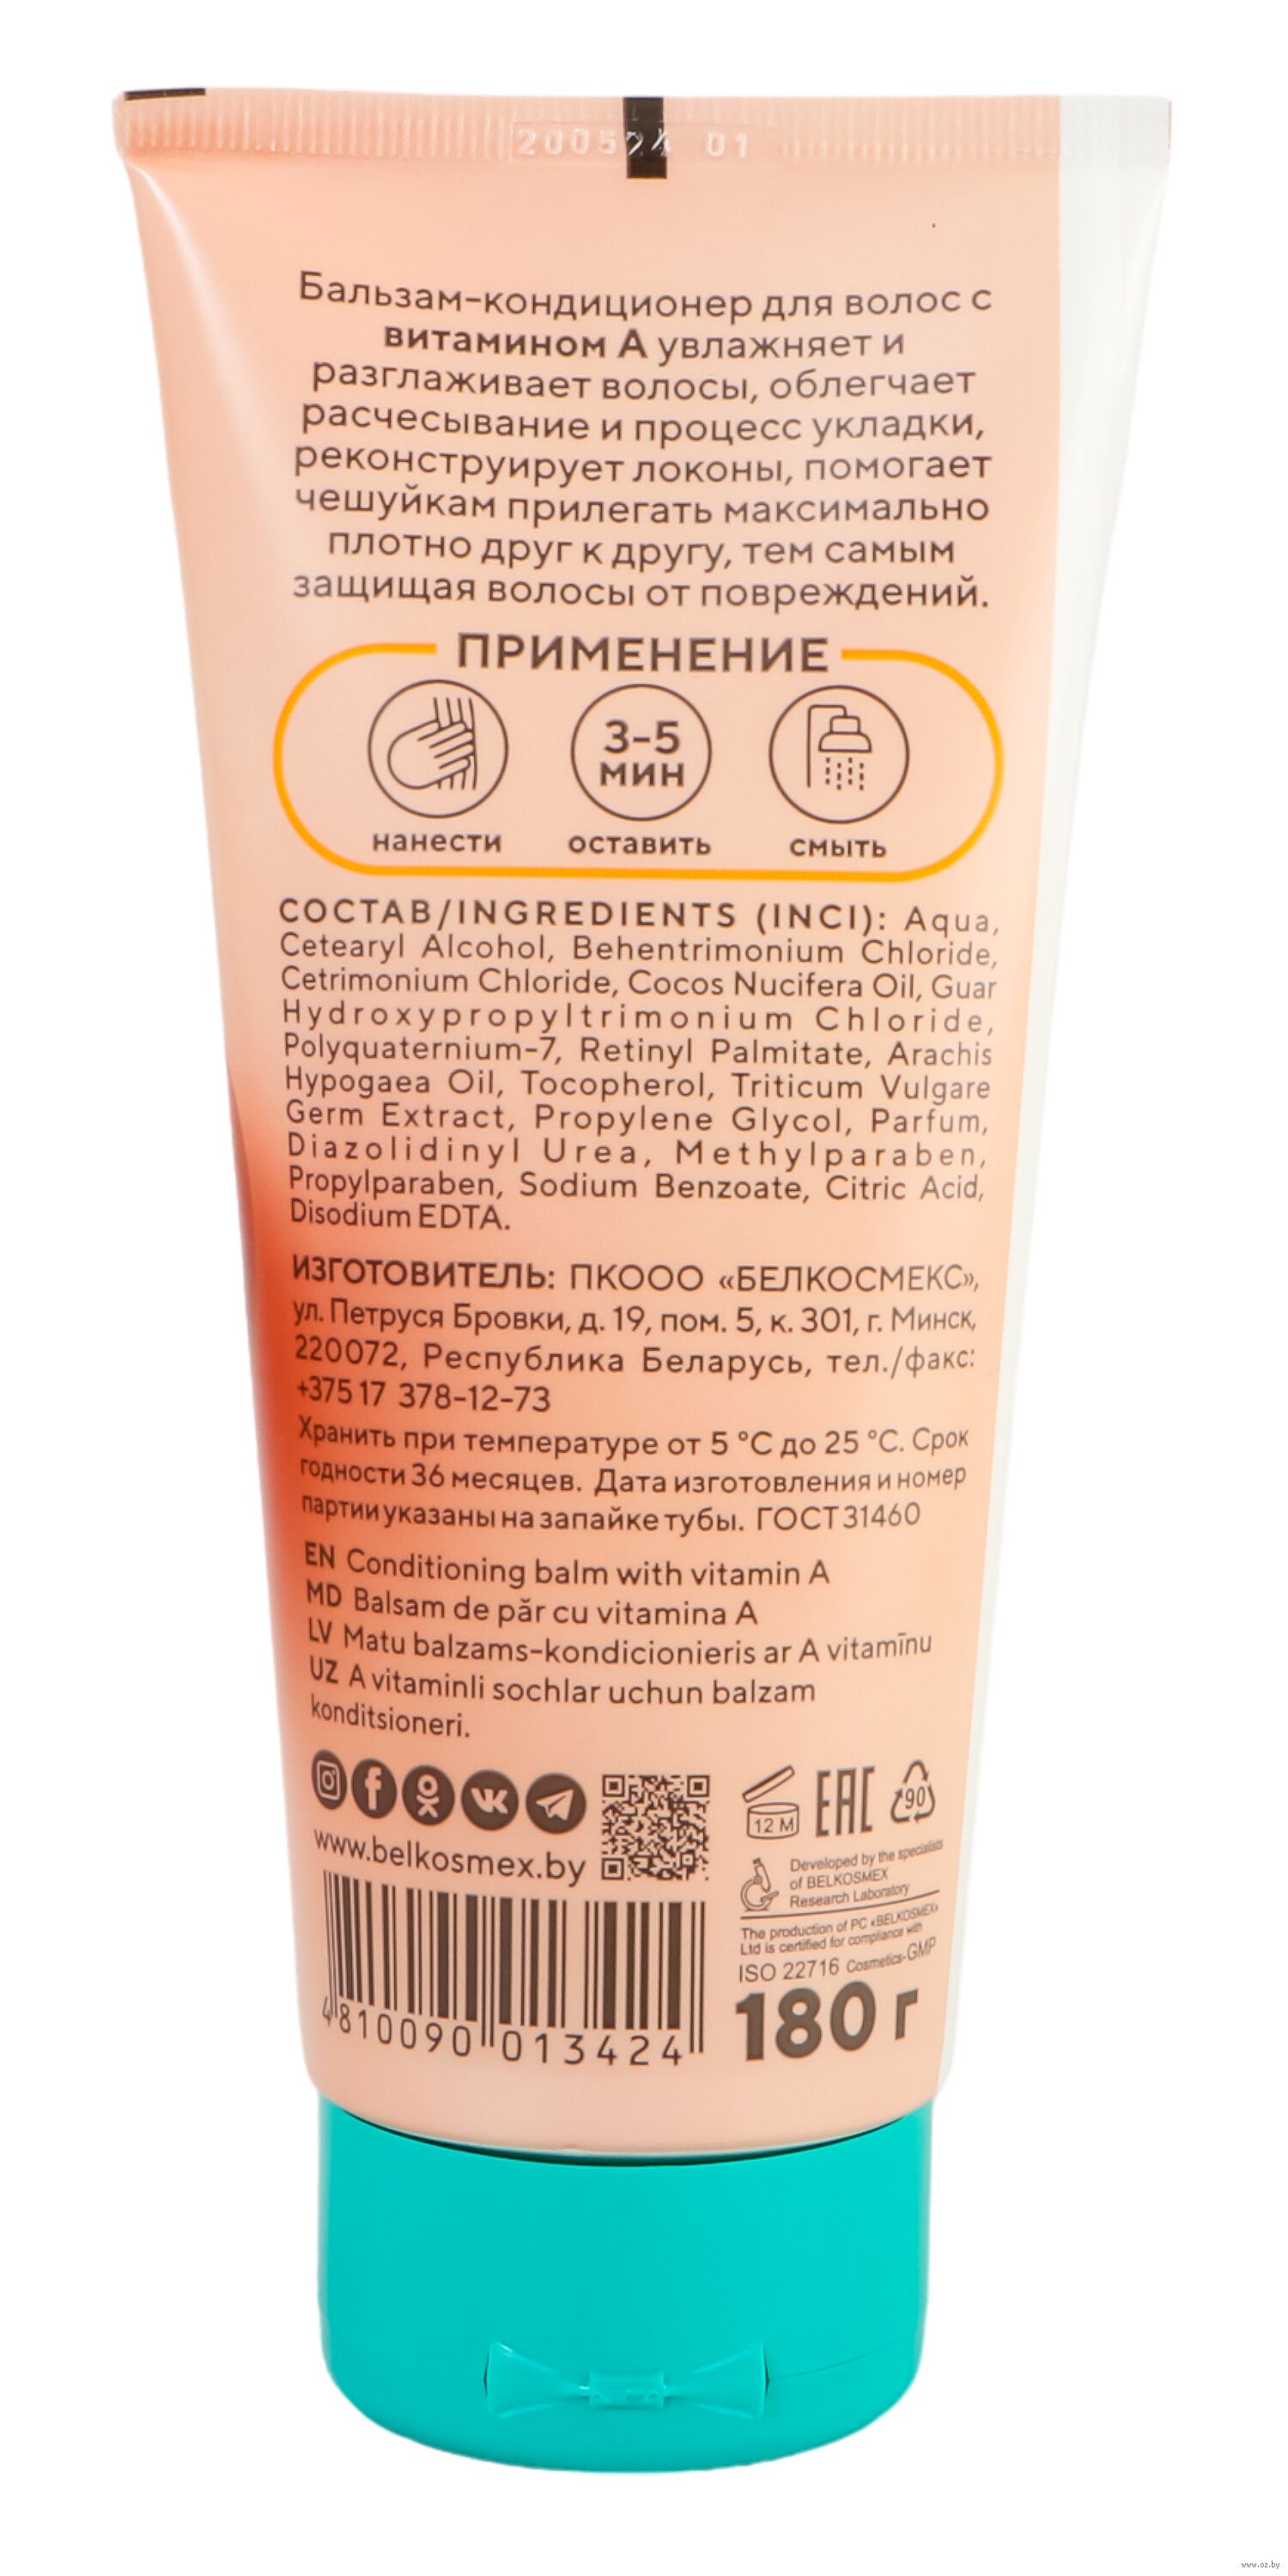 200524 01
Бальзам-кондиционер для волос с
витамином А увлажняет и
разглаживает волосы, облегчает
расчесывание и процесс укладки,
реконструирует локоны, помогает
чешуйкам прилегать максимально
плотно друг к другу, тем самым
защищая волосы от повреждений.
ПРИМЕНЕНИЕ
3-5
МИН
нанести оставить смыть
СОСТАВ/INGREDIENTS (INCI): Aqua,
Cetearyl Alcohol, Behentrimonium Chloride,
Cetrimonium Chloride, Cocos Nucifera Oil, Guar
Hydroxypropyltrimonium Chloride,
Polyquaternium-7, Retinyl Palmitate, Arachis
Hypogaea Oil, Tocopherol, Triticum Vulgare
Germ Extract, Propylene Glycol, Parfum,
Diazolidinyl Urea, Methylparaben,
Propylparaben, Sodium Benzoate, Citric Acid,
Disodium EDTA.
ИЗГОТОВИТЕЛЬ: ПКООО «БЕЛКОСМЕКС»,
ул. Петруся Бровки, д. 19, пом. 5, к. 301, г. Минск,
220072, Республика Беларусь, тел./факс:
+375 17 378-12-73
Хранить при температуре от 5 °C до 25 °C. Срок
годности 36 месяцев. Дата изготовления и номер
партии указаны на запайке тубы. ГОСТ 31460
EN Conditioning balm with vitamin A
MD Balsam de păr cu vitamina A
LV Matu balzams-kondicionieris ar A vitamīnu
UZ A vitaminli sochlar uchun balzam
konditsioneri.
12 M EAC 90
www.belkosmex.by
Developed by the specialists
of BELKOSMEX
Research Laboratory
The production of PC «BELKOSMEX»
Ltd is certified for compliance with
ISO 22716 Cosmetics-GMP
180 г
4 810090 013424
www.oz.by